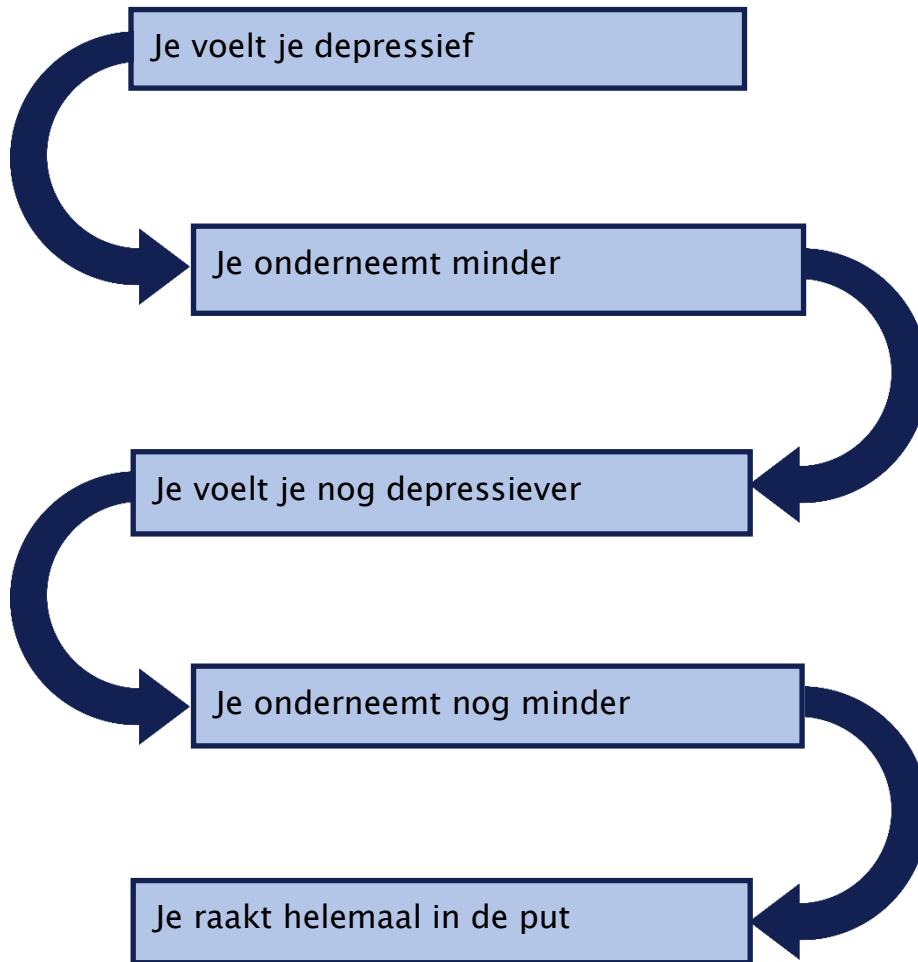 Je voelt je depressief
Je onderneemt minder
Je voelt je nog depressiever
Je onderneemt nog minder
Je raakt helemaal in de put